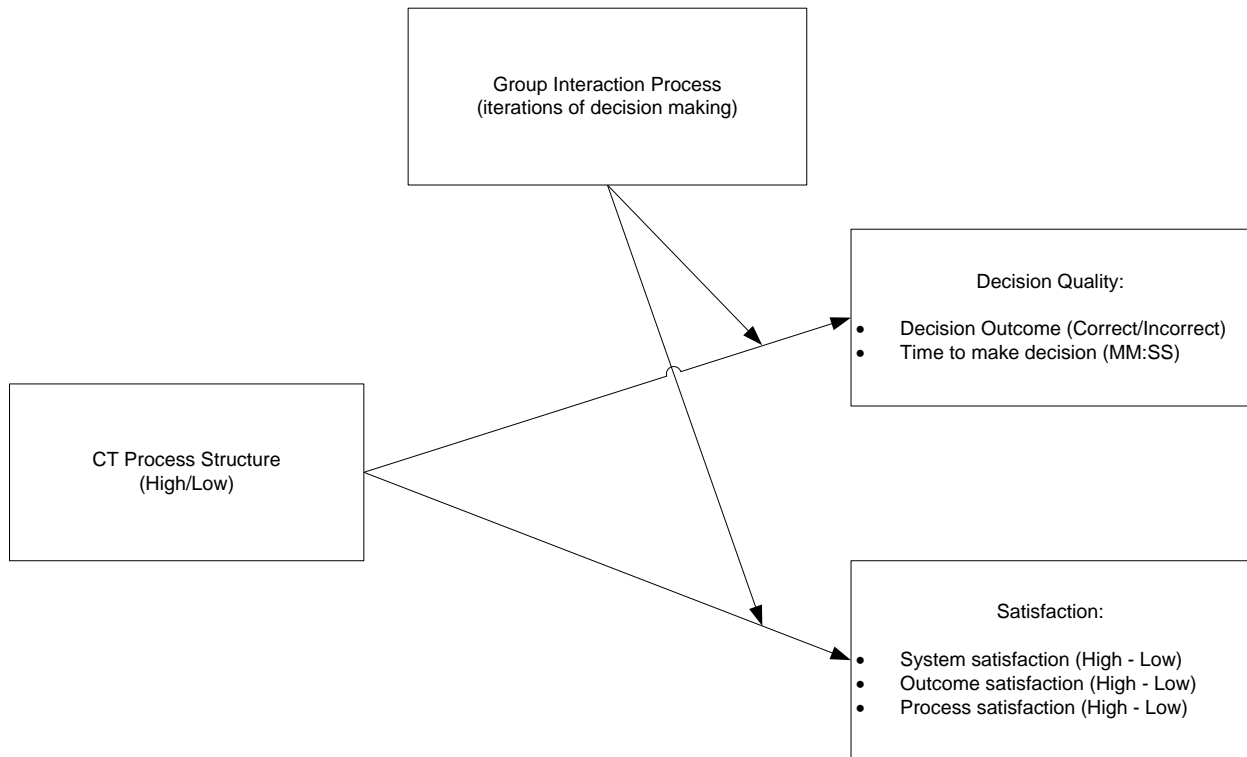 Group Interaction Process
(iterations of decision making)
Decision Quality:
• Decision Outcome (Correct/Incorrect)
• Time to make decision (MM:SS)
CT Process Structure
(High/Low)
Satisfaction:
• System satisfaction (High - Low)
• Outcome satisfaction (High - Low)
• Process satisfaction (High - Low)